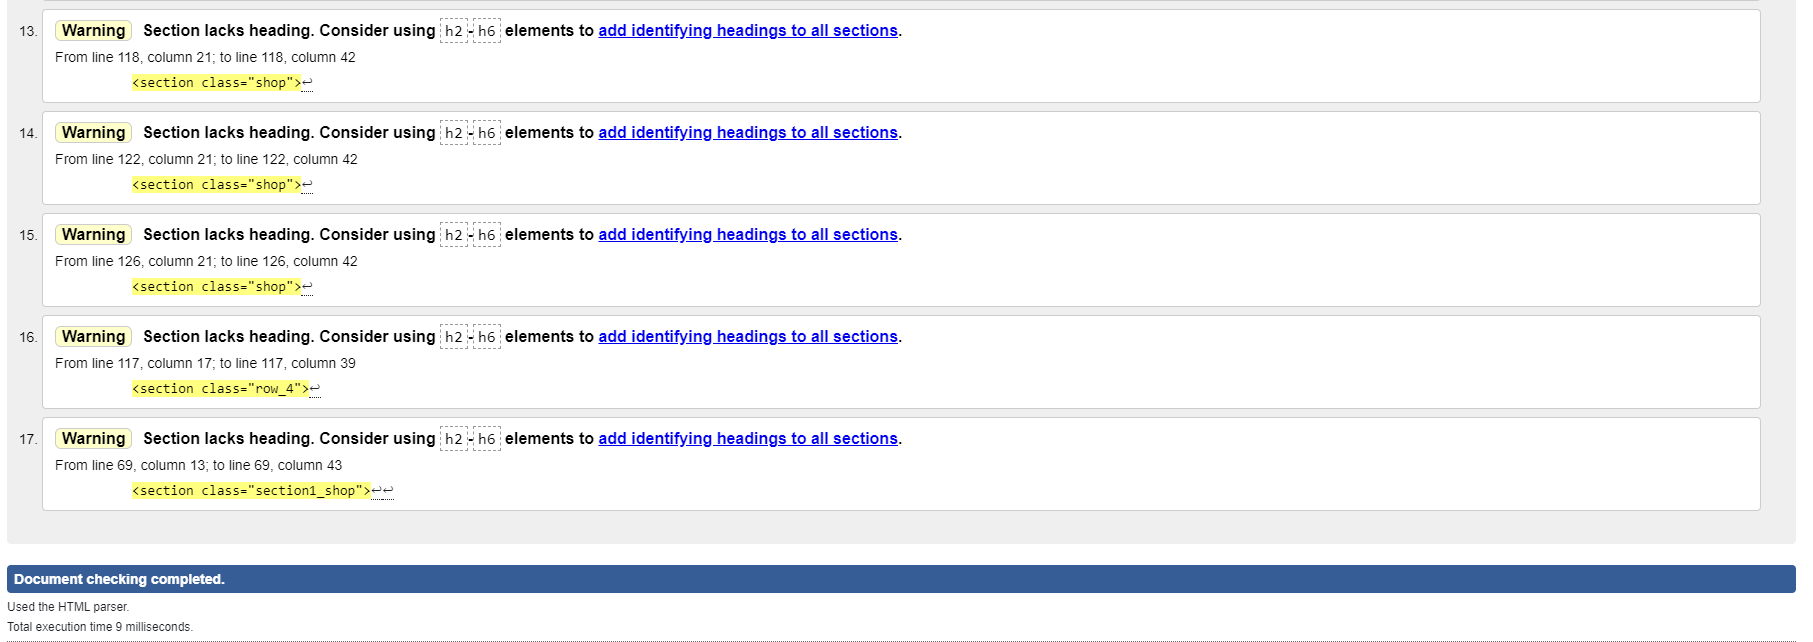 13. Warning Section lacks heading. Consider using h2-h6 elements to add identifying headings to all sections.
From line 118, column 21; to line 118, column 42
<section class="shop">↩
14. Warning Section lacks heading. Consider using h2-h6 elements to add identifying headings to all sections.
From line 122, column 21; to line 122, column 42
<section class="shop">↩
15. Warning Section lacks heading. Consider using h2-h6 elements to add identifying headings to all sections.
From line 126, column 21; to line 126, column 42
<section class="shop">↩
16. Warning Section lacks heading. Consider using h2-h6 elements to add identifying headings to all sections.
From line 117, column 17; to line 117, column 39
<section class="row_4">↩
17. Warning Section lacks heading. Consider using h2-h6 elements to add identifying headings to all sections.
From line 69, column 13; to line 69, column 43
<section class="section1_shop">↩↩
Document checking completed.
Used the HTML parser.
Total execution time 9 milliseconds.